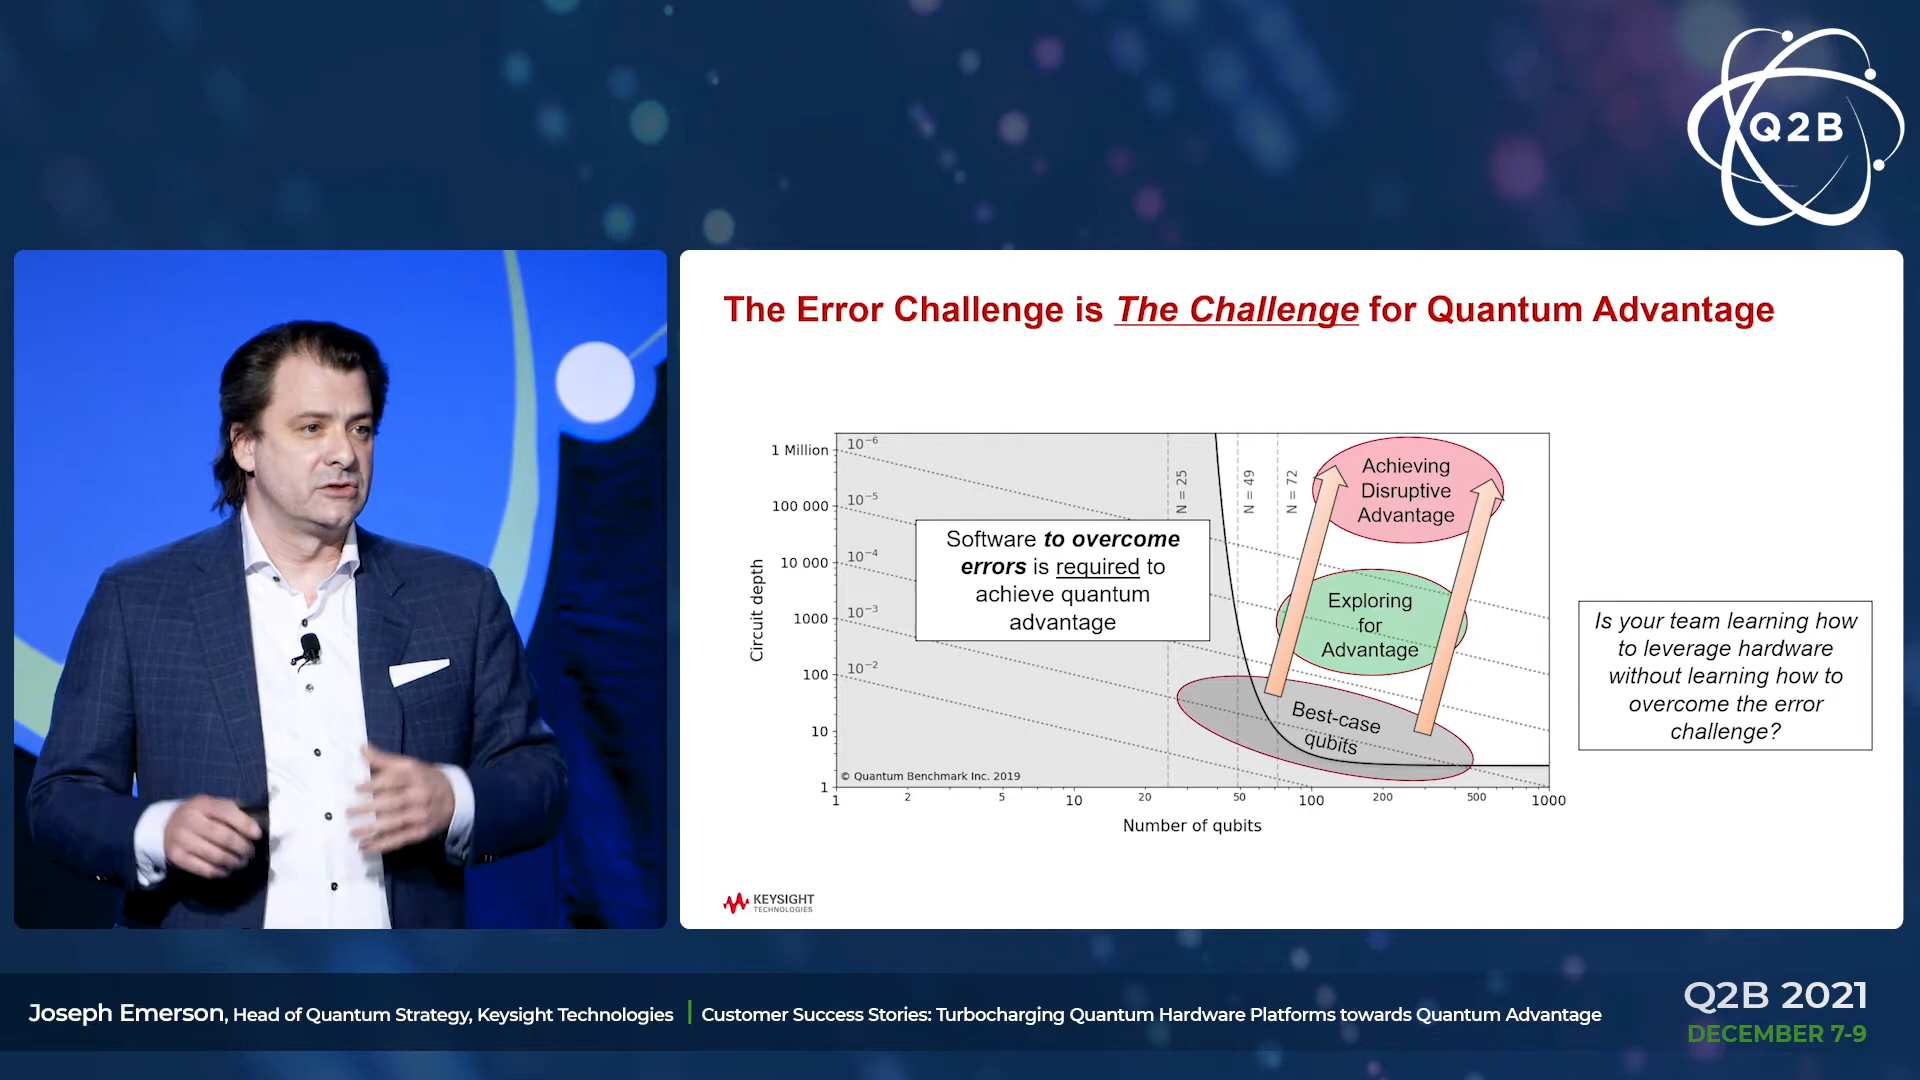 Q2B
The Error Challenge is The Challenge for Quantum Advantage
1 Million
100 000
10 000
1000
100
10
1
Circuit depth
10⁻⁶
10⁻⁵
10⁻⁴
10⁻³
10⁻²
N = 25
N = 49
N = 72
Software to overcome
errors is required to
achieve quantum
advantage
Achieving
Disruptive
Advantage
Exploring
for
Advantage
Best-case
qubits
© Quantum Benchmark Inc. 2019
1
2
5
10
20
50
100
200
500
1000
Number of qubits
Is your team learning how
to leverage hardware
without learning how to
overcome the error
challenge?
KEYSIGHT
TECHNOLOGIES
Joseph Emerson, Head of Quantum Strategy, Keysight Technologies | Customer Success Stories: Turbocharging Quantum Hardware Platforms towards Quantum Advantage
Q2B 2021
DECEMBER 7-9